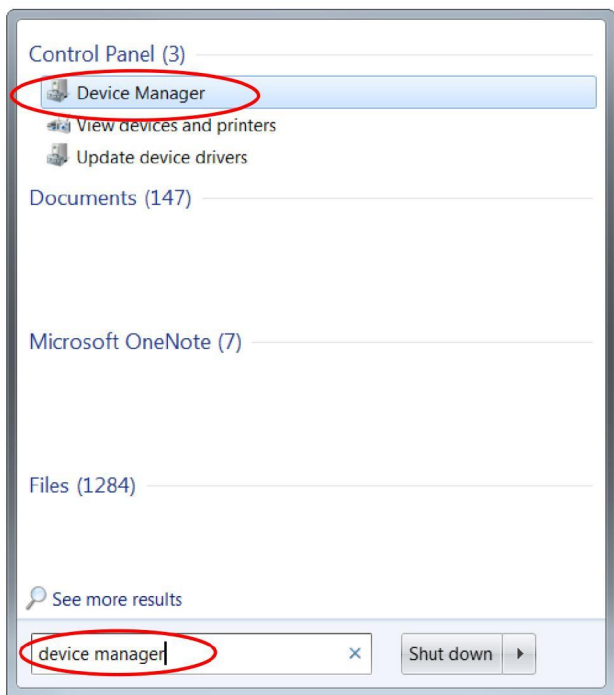 Control Panel (3)
Device Manager
View devices and printers
Update device drivers
Documents (147)
Microsoft OneNote (7)
Files (1284)
See more results
device manager
Shut down